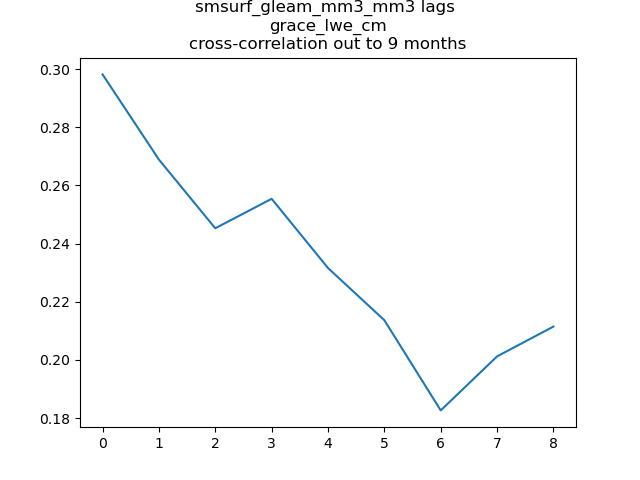 smsurf_gleam_mm3_mm3 lags
grace_lwe_cm
cross-correlation out to 9 months
0.30
0.28
0.26
0.24
0.22
0.20
0.18
0 1 2 3 4 5 6 7 8